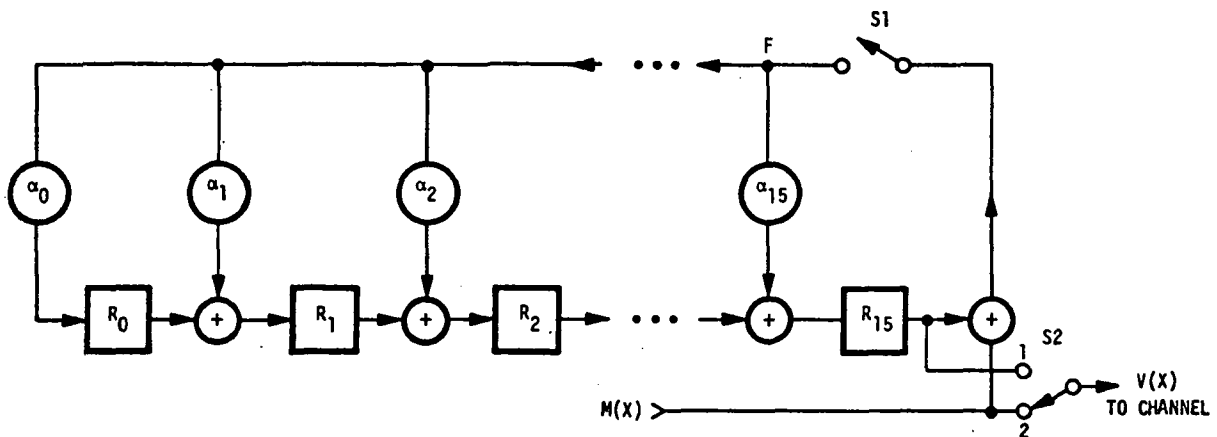 S1
F
• • •
α0 α1 α2 α15
R0 + R1 + R2 • • • + R15 +
1 S2
M(X) V(X)
TO CHANNEL
2